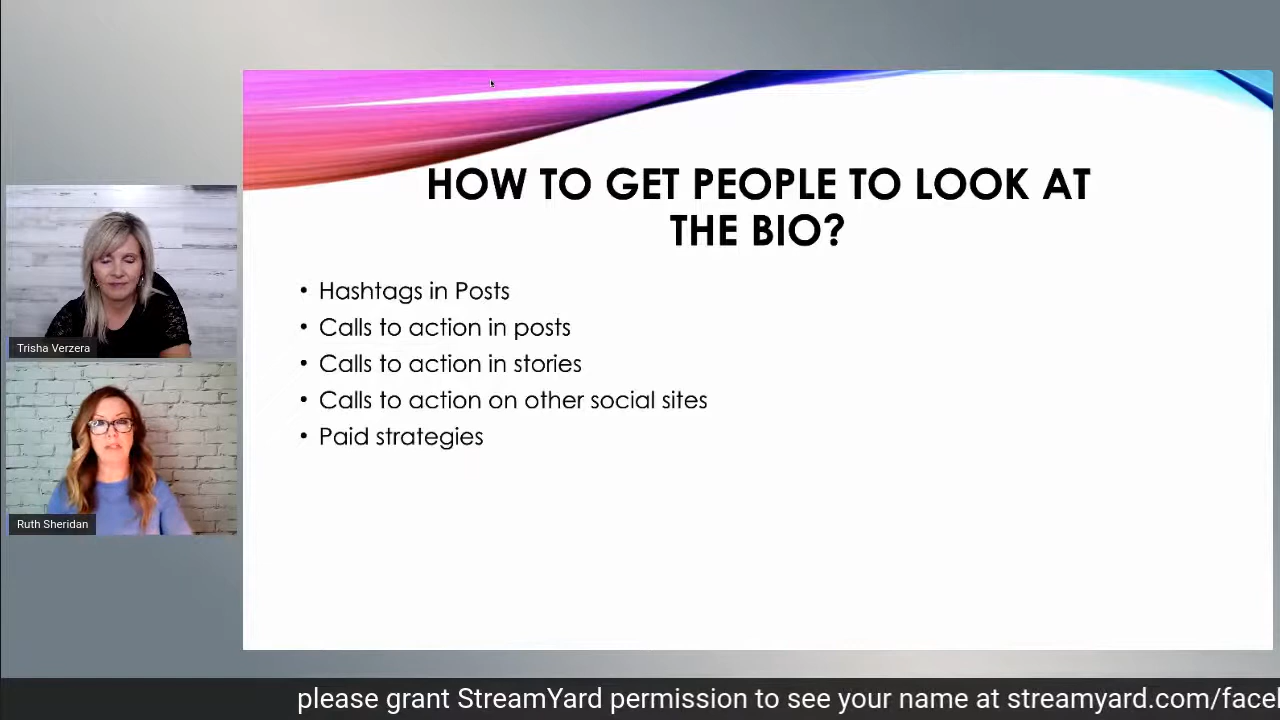 HOW TO GET PEOPLE TO LOOK AT
THE BIO?
• Hashtags in Posts
• Calls to action in posts
• Calls to action in stories
• Calls to action on other social sites
• Paid strategies
Trisha Verzera
Ruth Sheridan
please grant StreamYard permission to see your name at streamyard.com/face